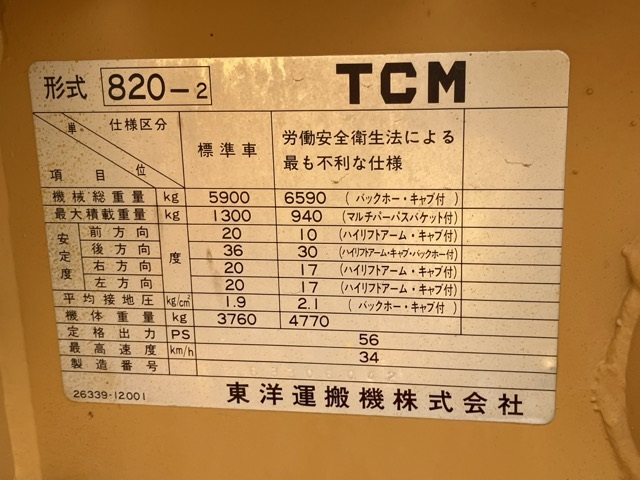 形式 820-2 TCM
単位 仕様区分 項目 標準車 労働安全衛生法による
最も不利な仕様
機械総重量 kg 5900 6590 (バックホー・キャブ付)
最大積載重量 kg 1300 940 (マルチパーパスバケット付)
安定度 前方向 度 20 10 (ハイリフトアーム・キャブ付)
後方向 36 30 (ハイリフトアーム・キャブ・バックホー付)
右方向 20 17 (ハイリフトアーム・キャブ付)
左方向 20 17 (ハイリフトアーム・キャブ付)
平均接地圧 kg/cm² 1.9 2.1 (バックホー・キャブ付)
機体重量 kg 3760 4770
定格出力 PS 56
最高速度 km/h 34
製造番号
26339-12001 東洋運搬機株式会社